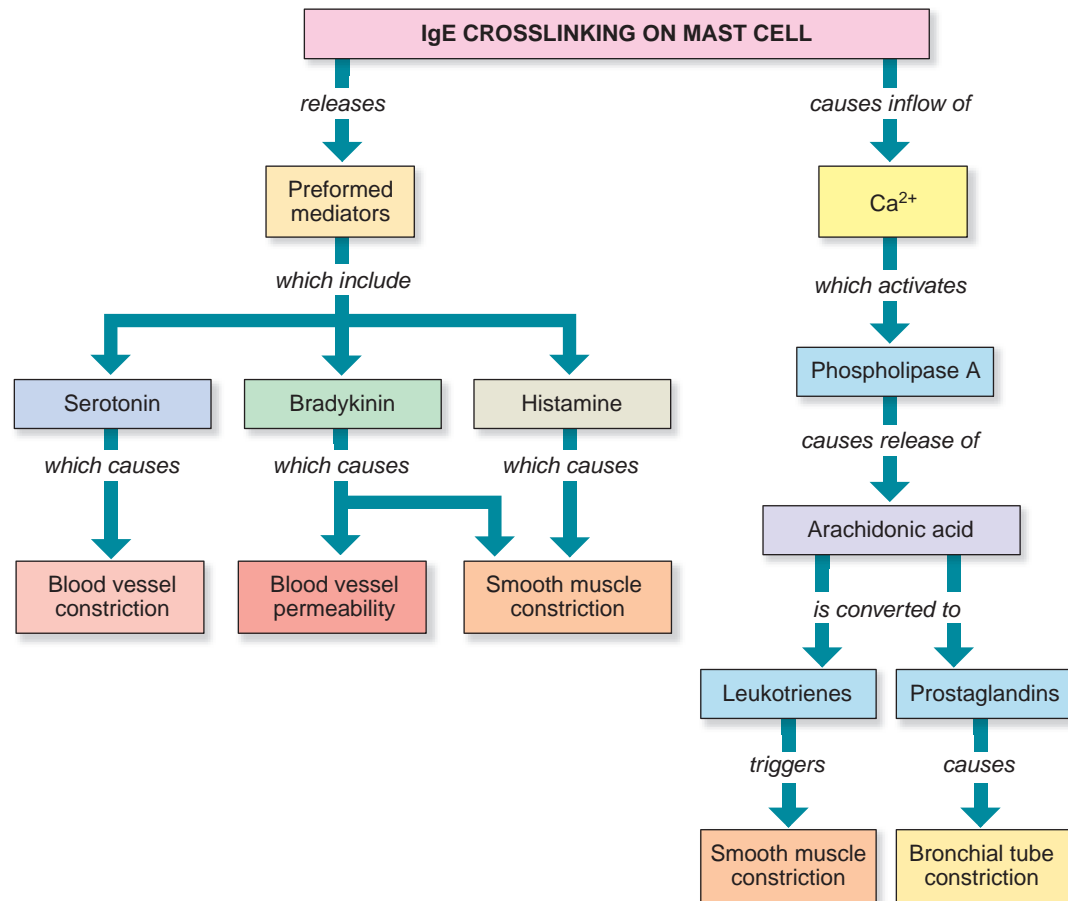 IgE CROSSLINKING ON MAST CELL
releases
causes inflow of
Preformed
mediators
Ca²⁺
which include
which activates
Phospholipase A
Serotonin
Bradykinin
Histamine
causes release of
which causes
which causes
which causes
Arachidonic acid
Blood vessel
constriction
Blood vessel
permeability
Smooth muscle
constriction
is converted to
Leukotrienes
Prostaglandins
triggers
causes
Smooth muscle
constriction
Bronchial tube
constriction